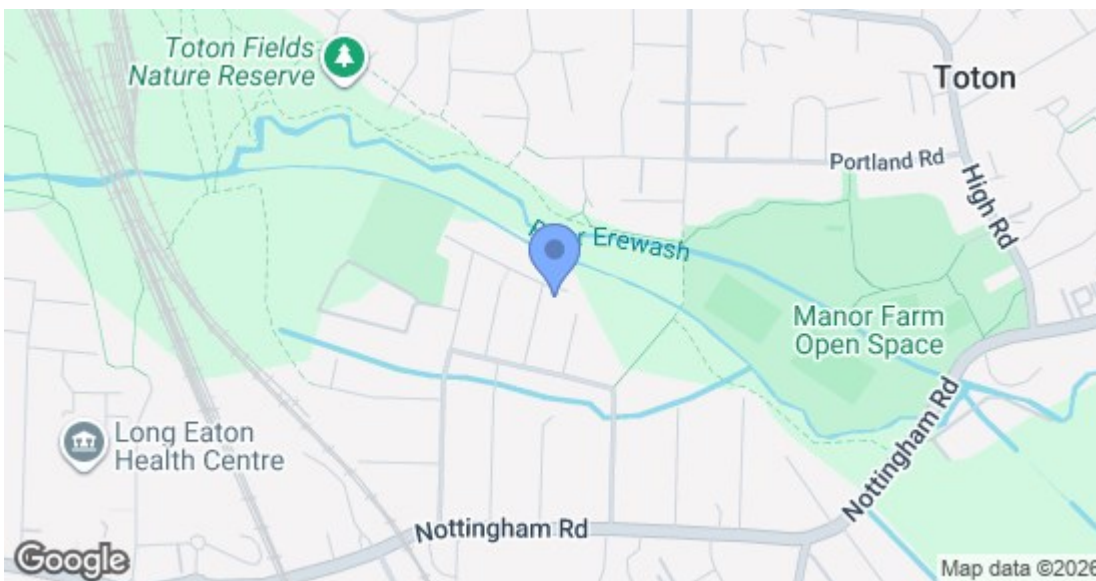 Toton Fields
Nature Reserve
Toton
Portland Rd
High Rd
Erewash
Manor Farm
Open Space
Long Eaton
Health Centre
Nottingham Rd
Nottingham Rd
Google
Map data ©2026